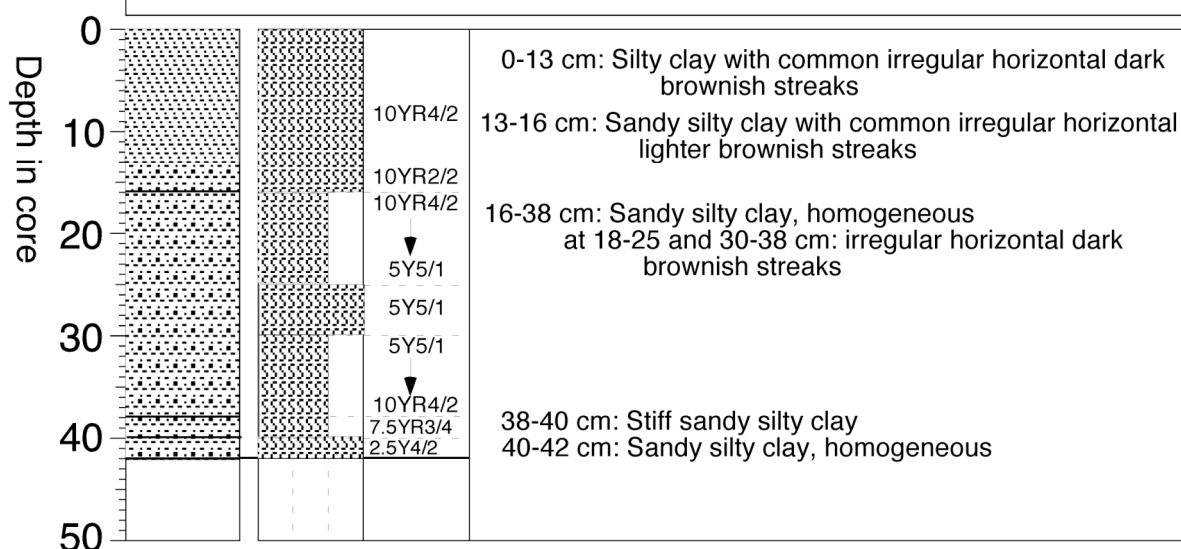 Depth in core
0
10
20
30
40
50
10YR4/2
10YR2/2
10YR4/2
5Y5/1
5Y5/1
5Y5/1
10YR4/2
7.5YR3/4
2.5Y4/2
0-13 cm: Silty clay with common irregular horizontal dark
brownish streaks
13-16 cm: Sandy silty clay with common irregular horizontal
lighter brownish streaks
16-38 cm: Sandy silty clay, homogeneous
at 18-25 and 30-38 cm: irregular horizontal dark
brownish streaks
38-40 cm: Stiff sandy silty clay
40-42 cm: Sandy silty clay, homogeneous